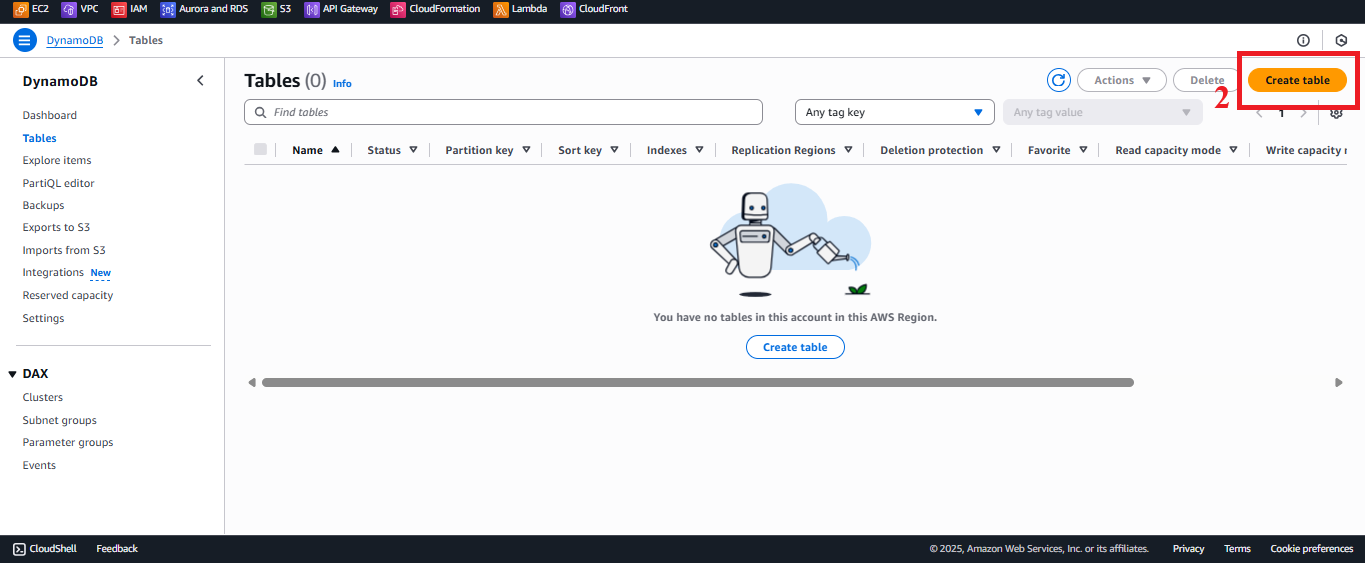 EC2 VPC IAM Aurora and RDS S3 API Gateway CloudFormation Lambda CloudFront
DynamoDB > Tables
DynamoDB
Dashboard
Tables
Explore items
PartiQL editor
Backups
Exports to S3
Imports from S3
Integrations New
Reserved capacity
Settings
DAX
Clusters
Subnet groups
Parameter groups
Events
Tables (0) Info
Actions Delete Create table
2
Find tables Any tag key Any tag value 1
Name Status Partition key Sort key Indexes Replication Regions Deletion protection Favorite Read capacity mode Write capacity
You have no tables in this account in this AWS Region.
Create table
CloudShell Feedback © 2025, Amazon Web Services, Inc. or its affiliates. Privacy Terms Cookie preferences